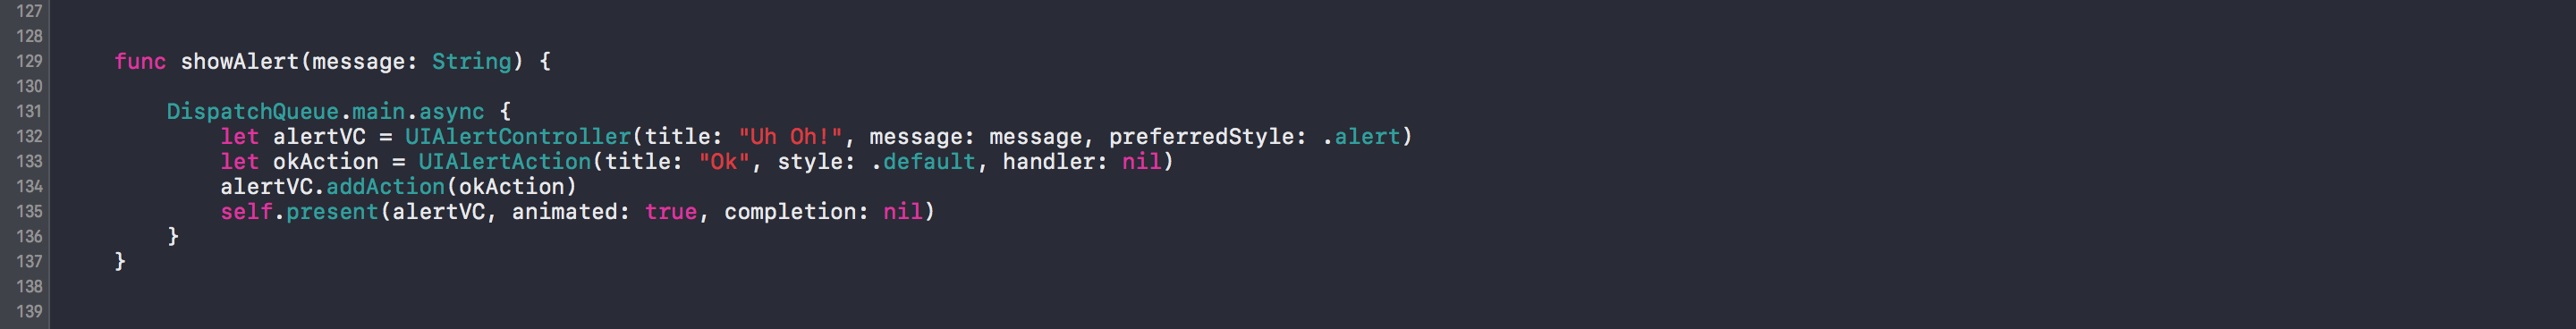 127
128
129 func showAlert(message: String) {
130
131 DispatchQueue.main.async {
132 let alertVC = UIAlertController(title: "Uh Oh!", message: message, preferredStyle: .alert)
133 let okAction = UIAlertAction(title: "Ok", style: .default, handler: nil)
134 alertVC.addAction(okAction)
135 self.present(alertVC, animated: true, completion: nil)
136 }
137 }
138
139